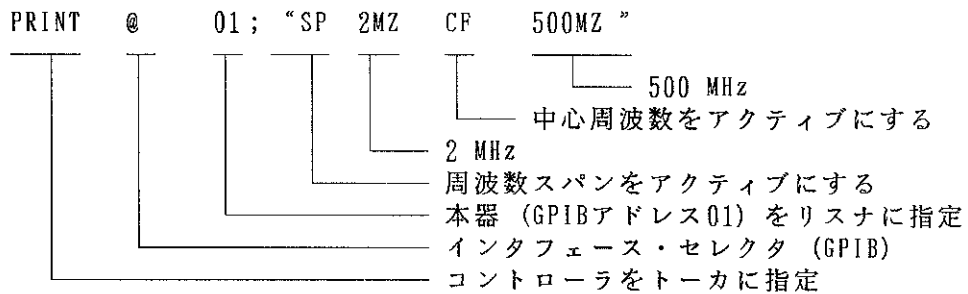 PRINT @ 01; “SP 2MZ CF 500MZ ”
500 MHz
中心周波数をアクティブにする
2 MHz
周波数スパンをアクティブにする
本器 (GPIBアドレス01) をリスナに指定
インタフェース・セレクタ (GPIB)
コントローラをトーカに指定